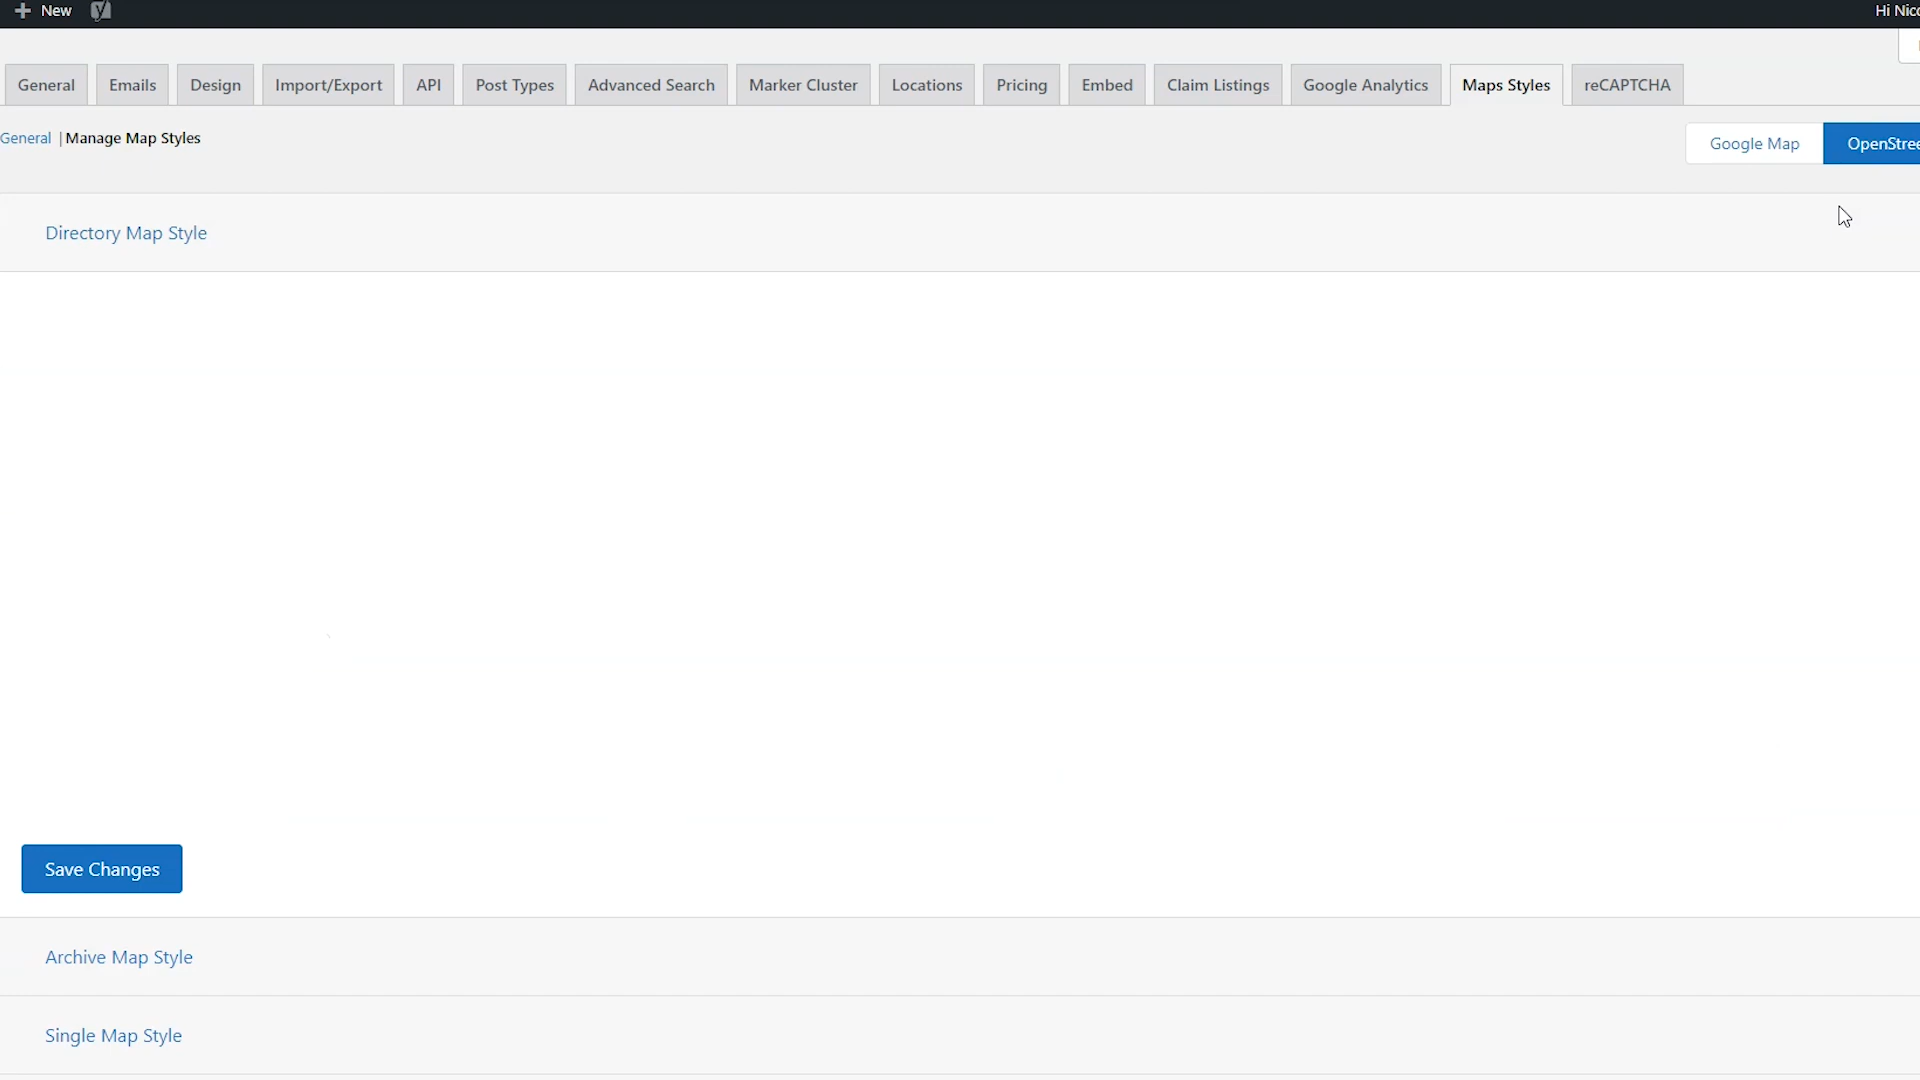 New
Hi Nico
General Emails Design Import/Export API Post Types Advanced Search Marker Cluster Locations Pricing Embed Claim Listings Google Analytics Maps Styles reCAPTCHA
General | Manage Map Styles
Google Map OpenStree
Directory Map Style
Save Changes
Archive Map Style
Single Map Style